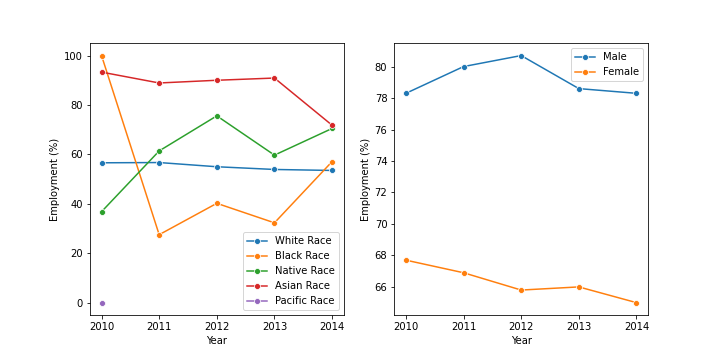 100
80
60
40
20
0
Employment (%)
2010 2011 2012 2013 2014
Year
White Race
Black Race
Native Race
Asian Race
Pacific Race
80
78
76
74
72
70
68
66
Employment (%)
2010 2011 2012 2013 2014
Year
Male
Female